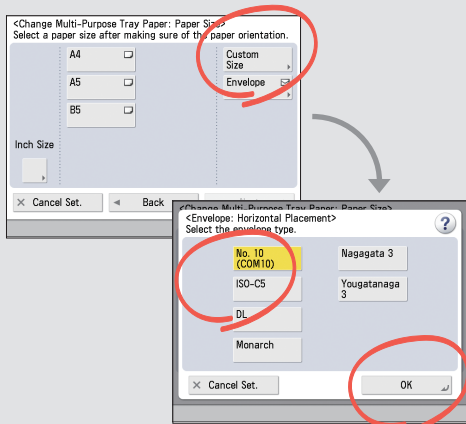 <Change Multi-Purpose Tray Paper: Paper Size>
Select a paper size after making sure of the paper orientation.
A4
Custom
Size
A5
Envelope
B5
Inch Size
× Cancel Set.
Back
<Change Multi-Purpose Tray Paper: Paper Size>
<Envelope: Horizontal Placement>
Select the envelope type.
?
No. 10
(COM10)
Nagagata 3
ISO-C5
Yougatanaga
3
DL
Monarch
× Cancel Set.
OK